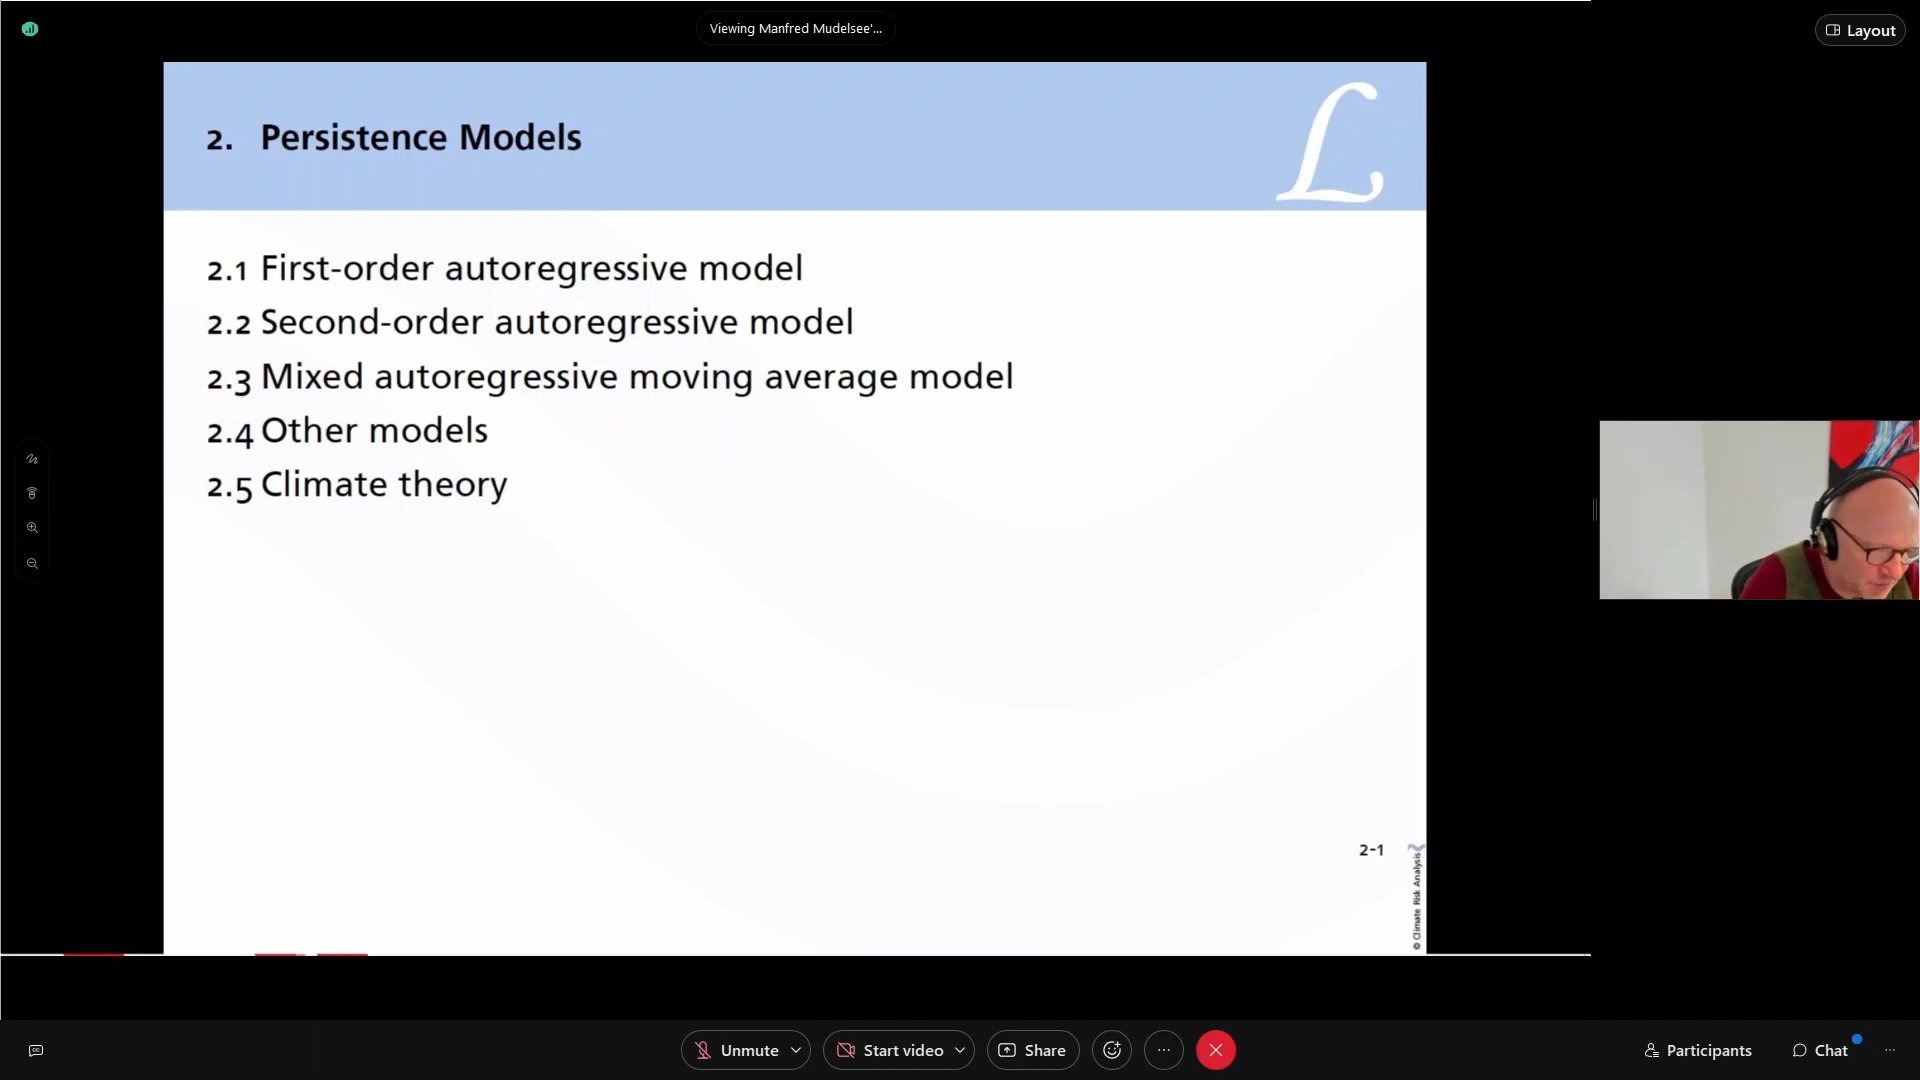 Viewing Manfred Mudelsee'...
Layout
2. Persistence Models
L
2.1 First-order autoregressive model
2.2 Second-order autoregressive model
2.3 Mixed autoregressive moving average model
2.4 Other models
2.5 Climate theory
2-1
© Climate Risk Analysis
Unmute
Start video
Share
Participants
Chat